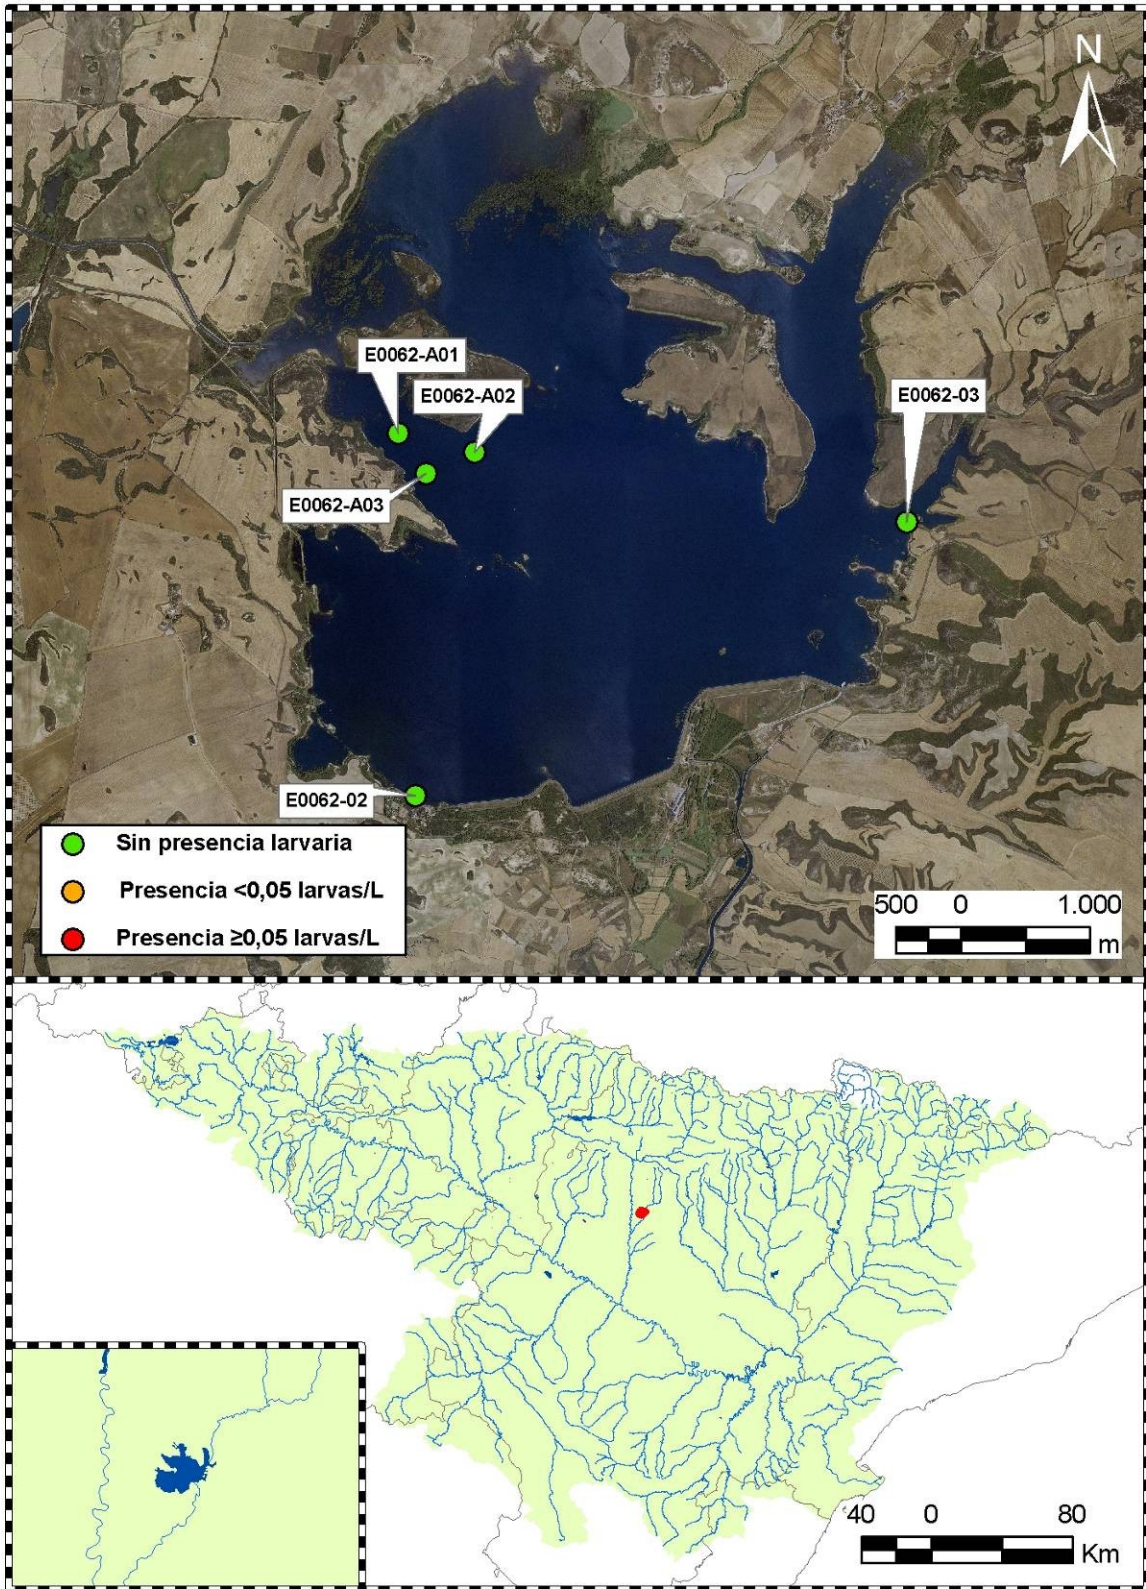 N
E0062-A01
E0062-A02
E0062-03
E0062-A03
E0062-02
Sin presencia larvaria
Presencia <0,05 larvas/L
Presencia ≥0,05 larvas/L
500 0 1.000
m
40 0 80
Km